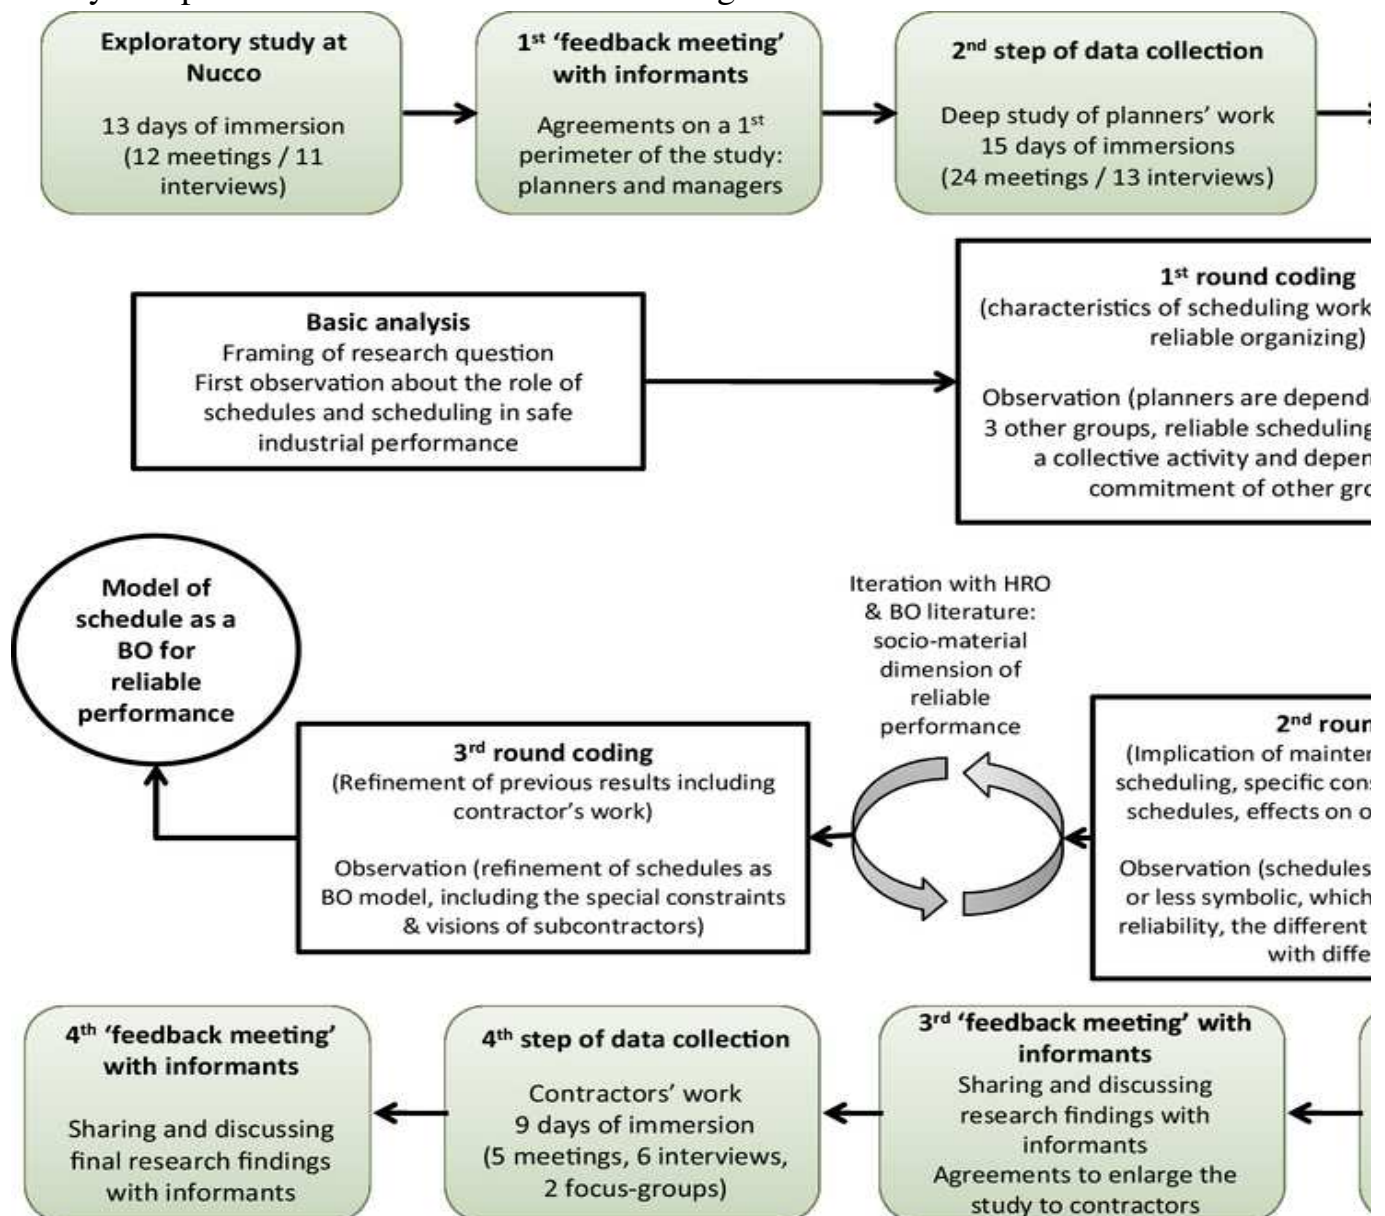 Exploratory study at
Nucco
13 days of immersion
(12 meetings / 11
interviews)
1st ‘feedback meeting’
with informants
Agreements on a 1st
perimeter of the study:
planners and managers
2nd step of data collection
Deep study of planners’ work
15 days of immersions
(24 meetings / 13 interviews)
Basic analysis
Framing of research question
First observation about the role of
schedules and scheduling in safe
industrial performance
1st round coding
(characteristics of scheduling work
reliable organizing)
Observation (planners are depend
3 other groups, reliable scheduling
a collective activity and depen
commitment of other gro
Model of
schedule as a
BO for
reliable
performance
3rd round coding
(Refinement of previous results including
contractor’s work)
Observation (refinement of schedules as
BO model, including the special constraints
& visions of subcontractors)
Iteration with HRO
& BO literature:
socio-material
dimension of
reliable
performance
2nd roun
(Implication of mainten
scheduling, specific cons
schedules, effects on o
Observation (schedules
or less symbolic, which
reliability, the different
with diffe
4th ‘feedback meeting’
with informants
Sharing and discussing
final research findings
with informants
4th step of data collection
Contractors’ work
9 days of immersion
(5 meetings, 6 interviews,
2 focus-groups)
3rd ‘feedback meeting’ with
informants
Sharing and discussing
research findings with
informants
Agreements to enlarge the
study to contractors